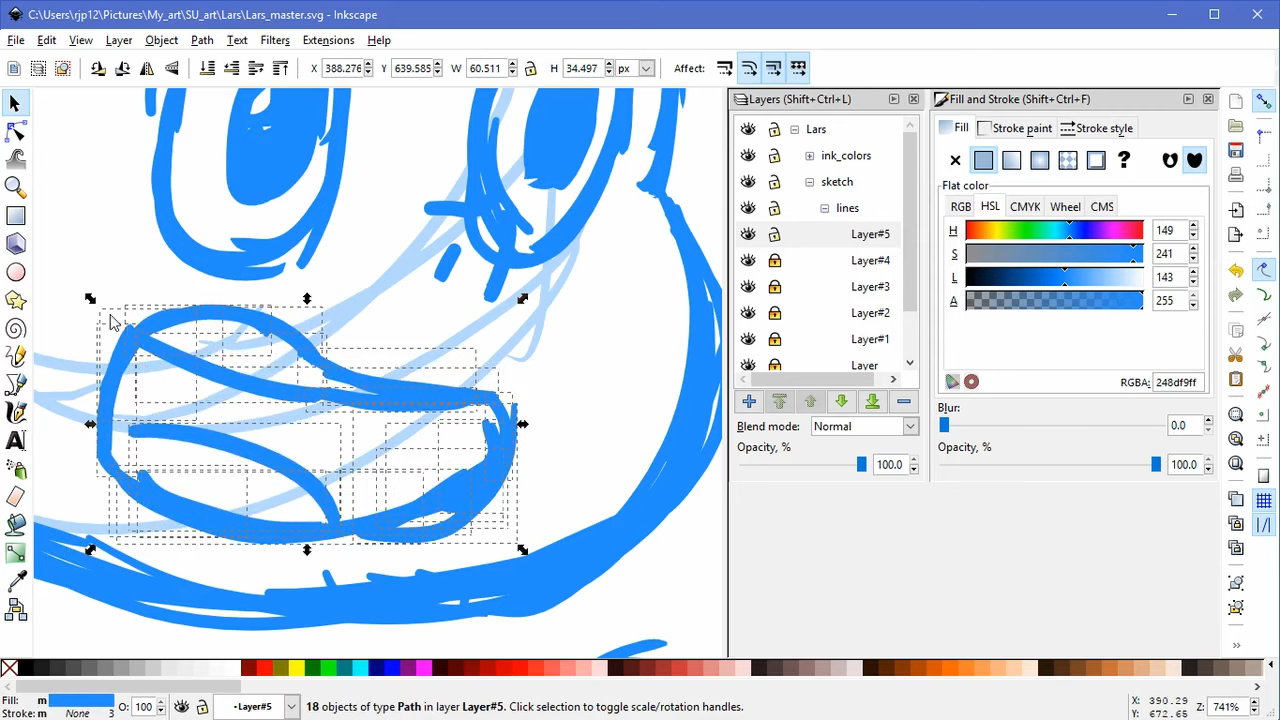 C:\Users\rjp12\Pictures\My_art\SU_art\Lars\Lars_master.svg - Inkscape
File Edit View Layer Object Path Text Filters Extensions Help
X 388.276 Y 639.585 W 60.511 H 34.497 px Affect:
Layers (Shift+Ctrl+L)
Lars
ink_colors
sketch
lines
Layer#5
Layer#4
Layer#3
Layer#2
Layer#1
Layer
Blend mode: Normal
Opacity, %
100.0
Fill and Stroke (Shift+Ctrl+F)
Fill Stroke paint Stroke style
?
Flat color
RGB HSL CMYK Wheel CMS
H 149
S 241
L 143
A 255
RGBA: 248df9ff
Blur:
0.0
Opacity, %
100.0
Fill: m O: 100 Layer#5 18 objects of type Path in layer Layer#5. Click selection to toggle scale/rotation handles. X: 390.29 Z: 741%
Stroke: m None 3 Y: 672.65